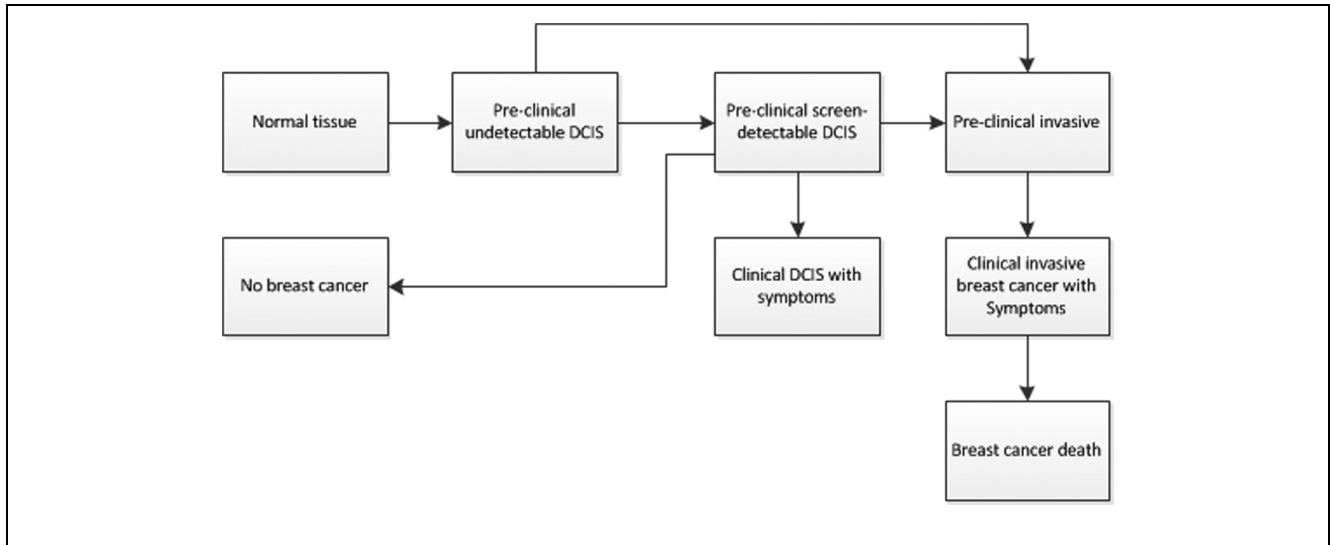 Normal tissue
Pre-clinical
undetectable DCIS
Pre-clinical screen-
detectable DCIS
Pre-clinical invasive
No breast cancer
Clinical DCIS with
symptoms
Clinical invasive
breast cancer with
Symptoms
Breast cancer death